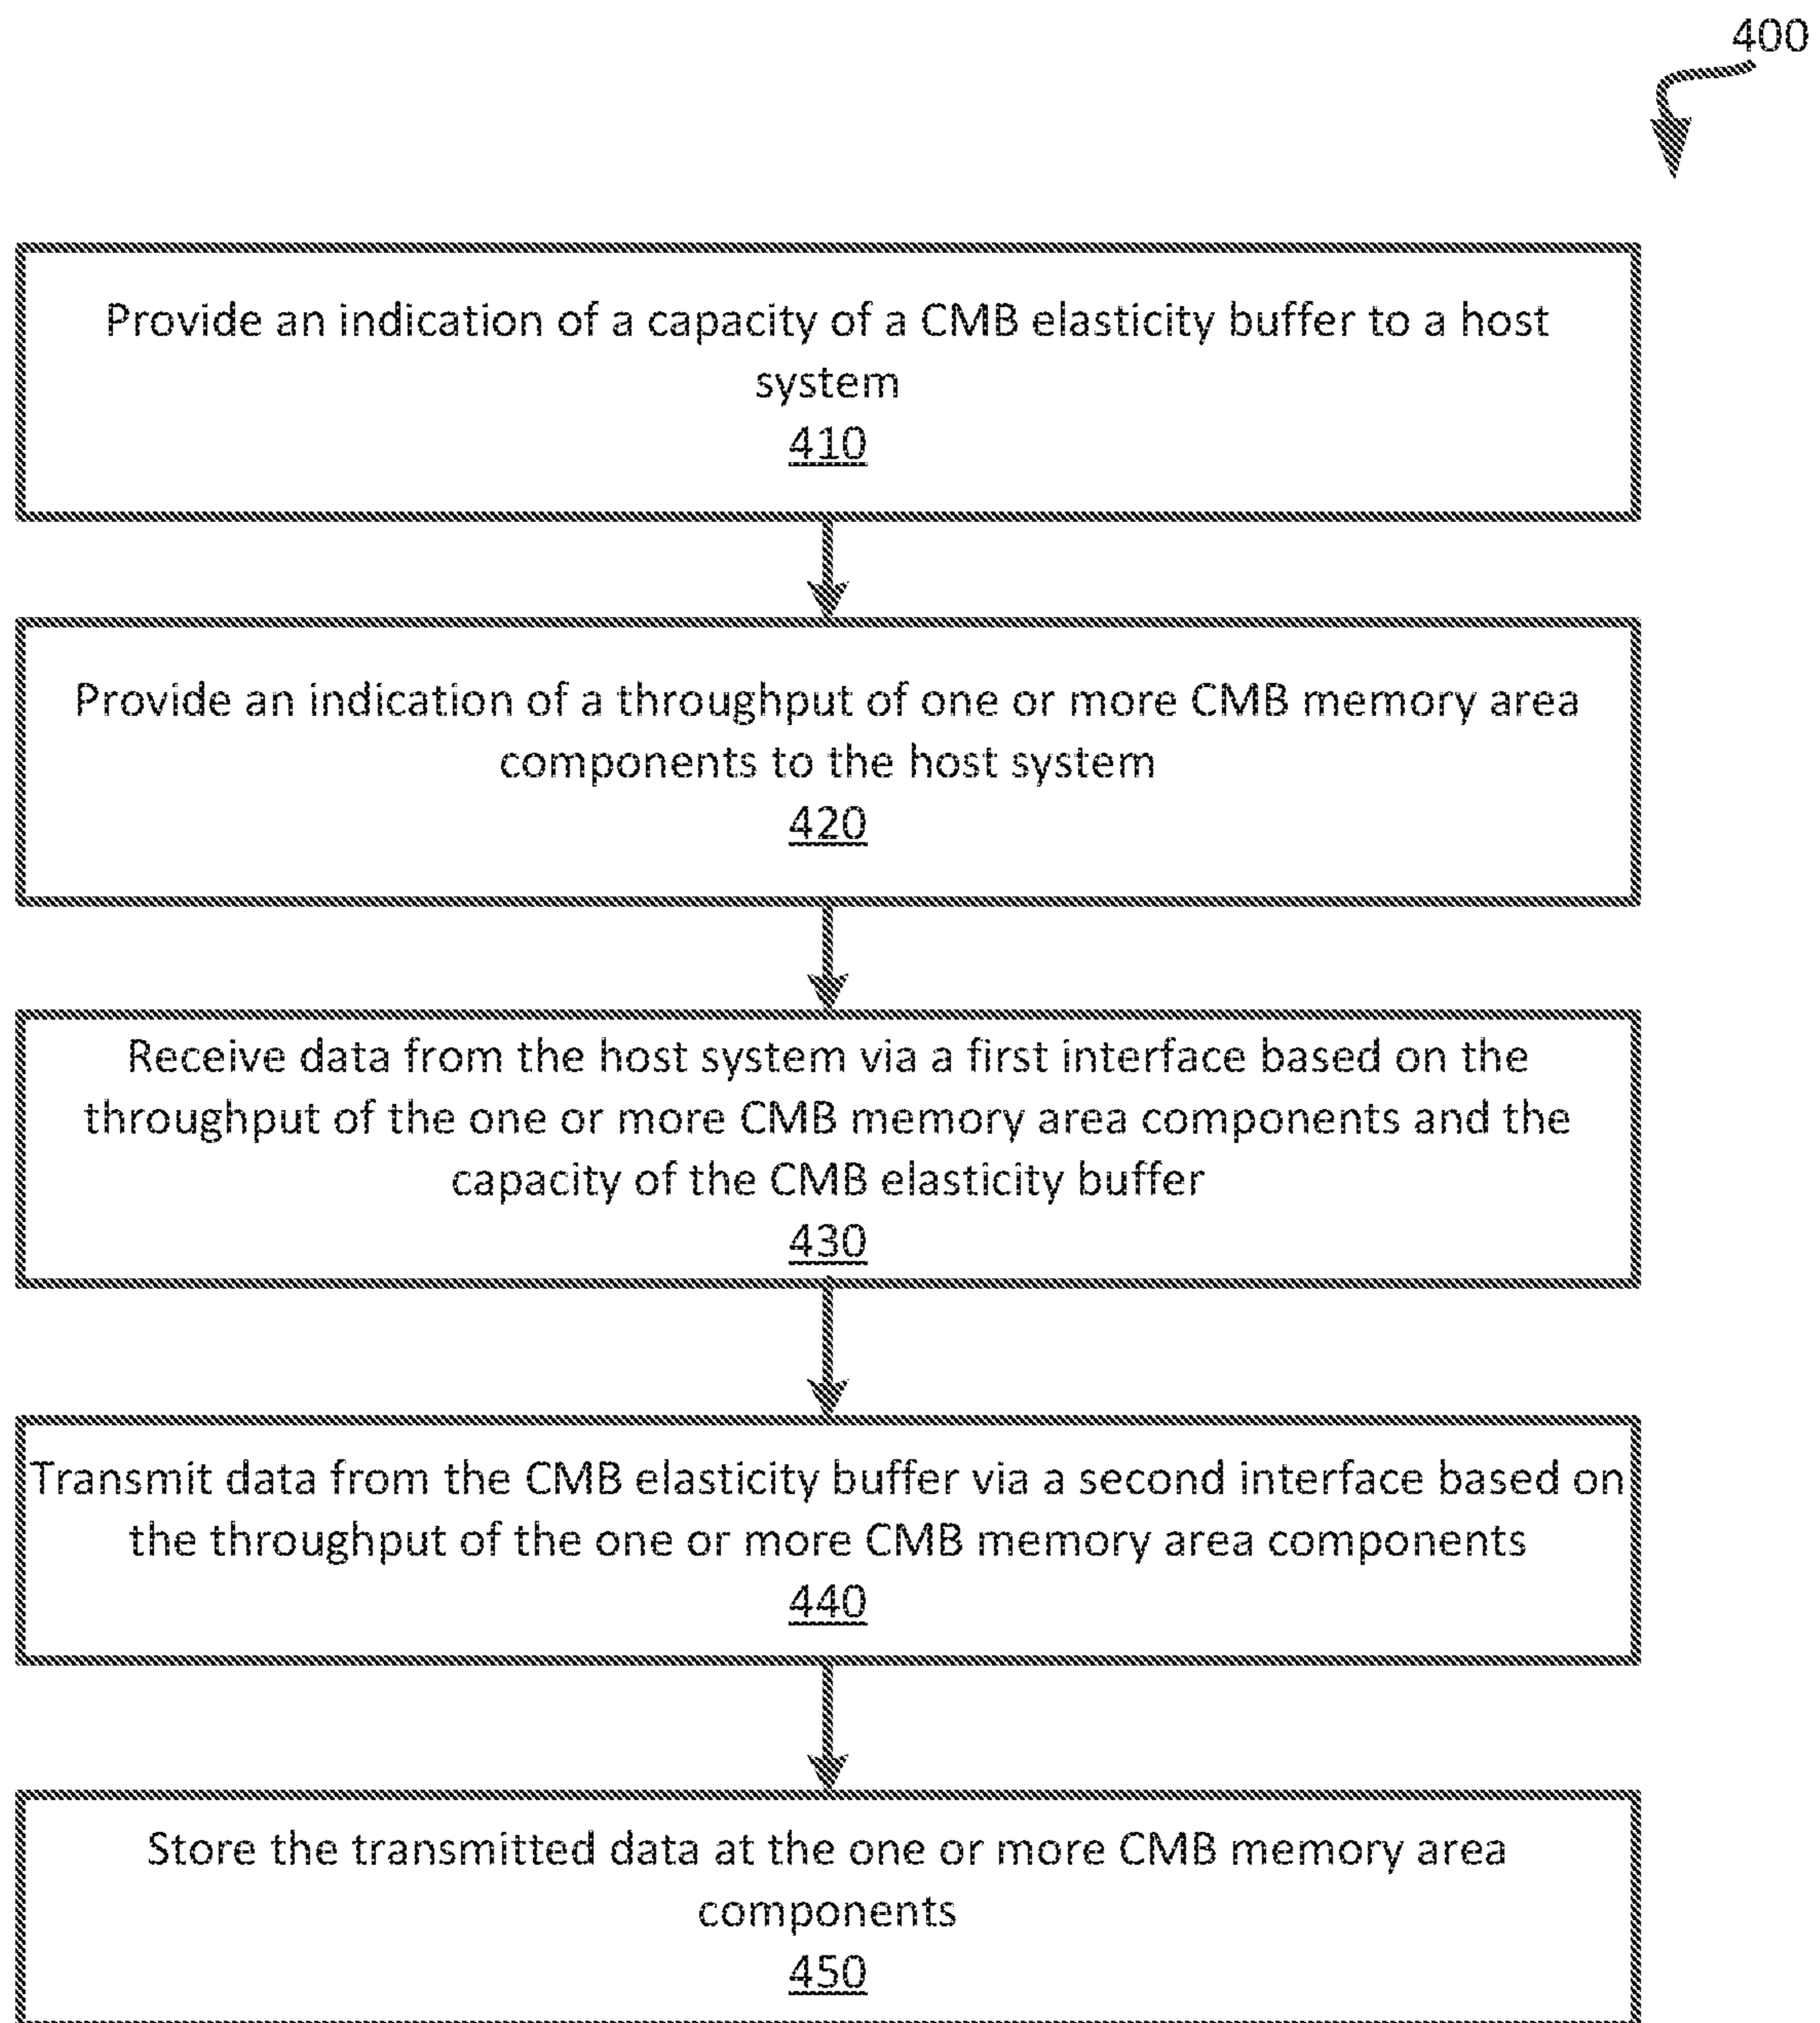 400
Provide an indication of a capacity of a CMB elasticity buffer to a host
system
410
Provide an indication of a throughput of one or more CMB memory area
components to the host system
420
Receive data from the host system via a first interface based on the
throughput of the one or more CMB memory area components and the
capacity of the CMB elasticity buffer
430
Transmit data from the CMB elasticity buffer via a second interface based on
the throughput of the one or more CMB memory area components
440
Store the transmitted data at the one or more CMB memory area
components
450